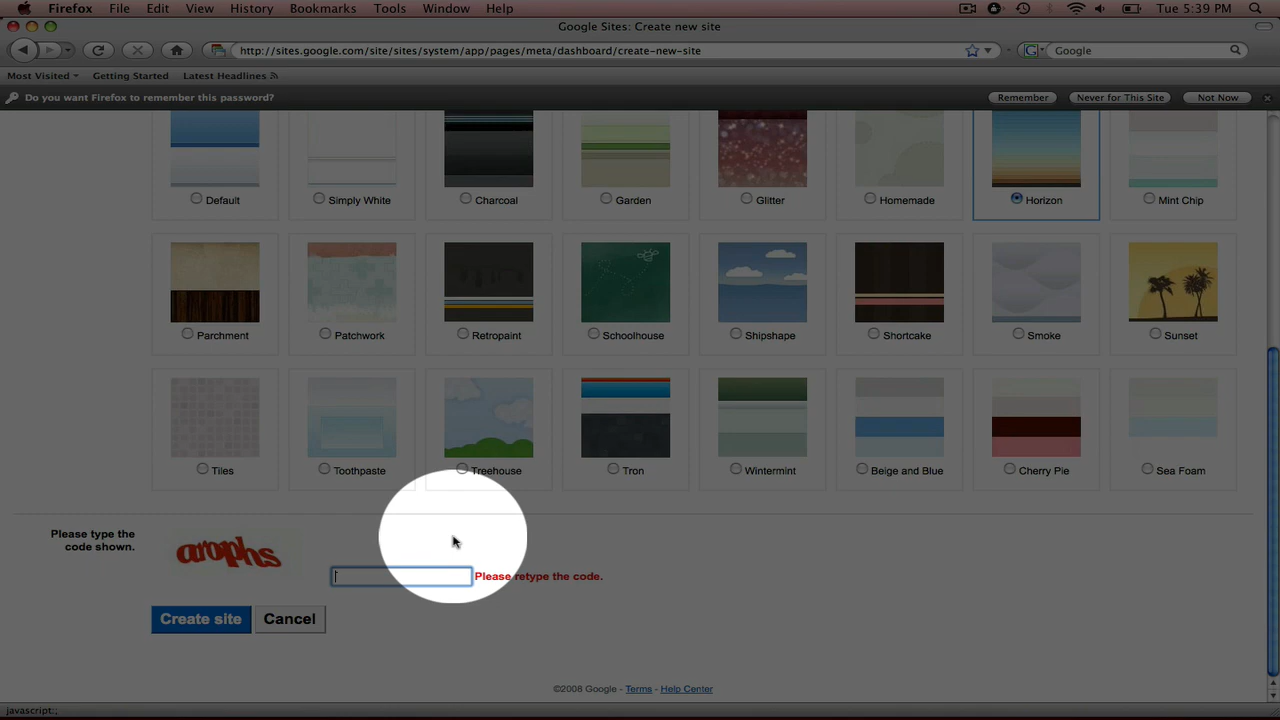 Firefox File Edit View History Bookmarks Tools Window Help Tue 5:39 PM
Google Sites: Create new site
http://sites.google.com/site/sites/system/app/pages/meta/dashboard/create-new-site Google
Most Visited Getting Started Latest Headlines
Do you want Firefox to remember this password? Remember Never for This Site Not Now
Default Simply White Charcoal Garden Glitter Homemade Horizon Mint Chip
Parchment Patchwork Retropaint Schoolhouse Shipshape Shortcake Smoke Sunset
Tiles Toothpaste Treehouse Tron Wintermint Beige and Blue Cherry Pie Sea Foam
Please type the
code shown.
arophs
Please retype the code.
Create site Cancel
©2008 Google - Terms - Help Center
javascript:;